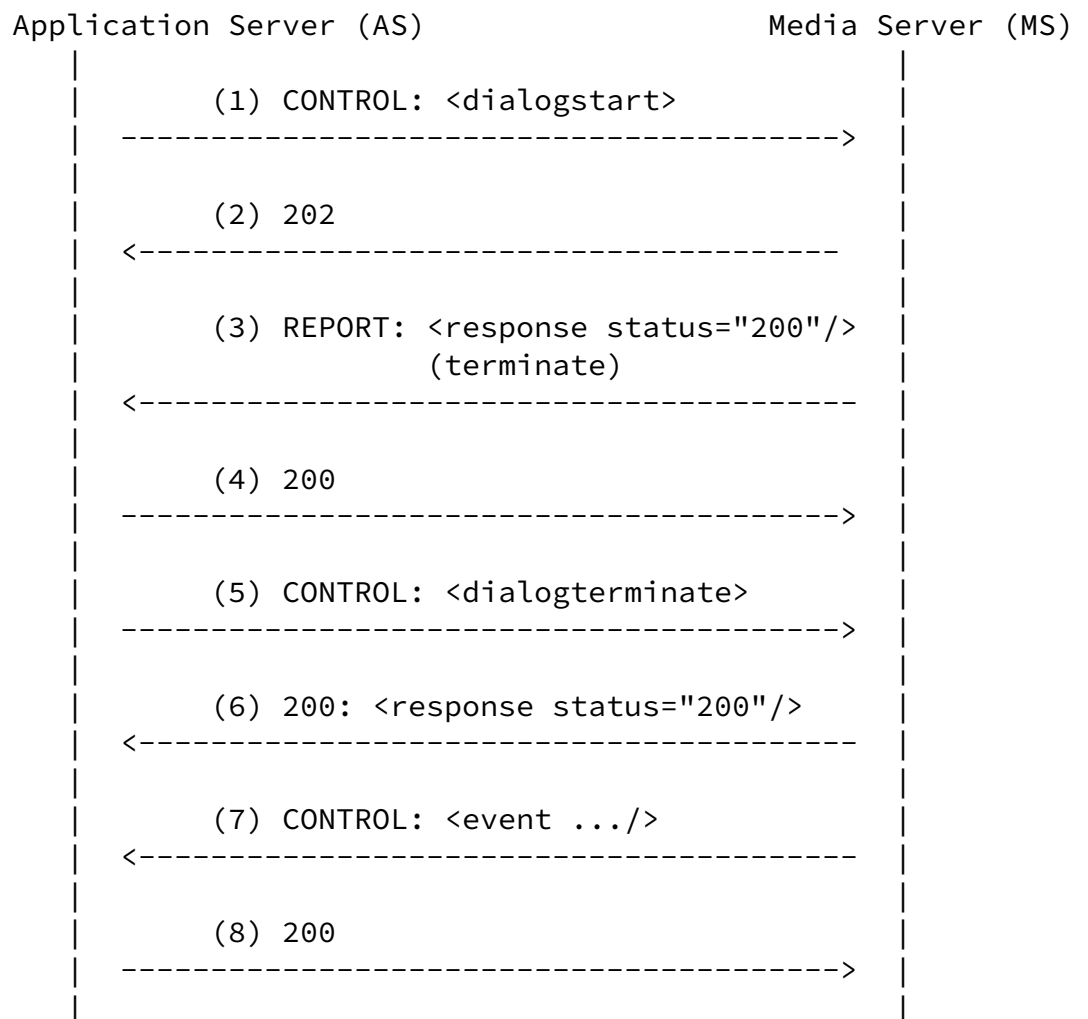 Application Server (AS) Media Server (MS)
(1) CONTROL: <dialogstart>
(2) 202
(3) REPORT: <response status="200"/>
(terminate)
(4) 200
(5) CONTROL: <dialogterminate>
(6) 200: <response status="200"/>
(7) CONTROL: <event .../>
(8) 200